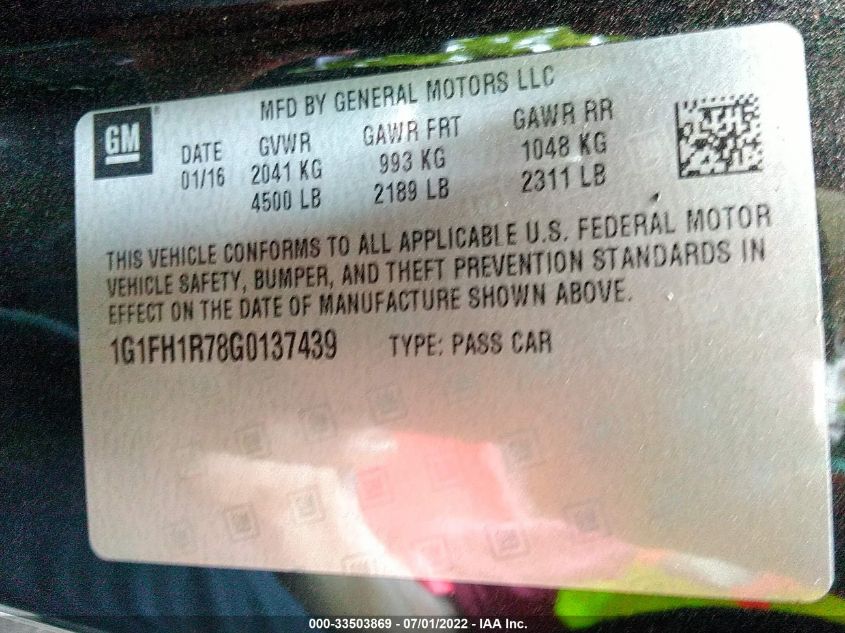 MFD BY GENERAL MOTORS LLC
GM
DATE GVWR GAWR FRT GAWR RR
01/16 2041 KG 993 KG 1048 KG
4500 LB 2189 LB 2311 LB
THIS VEHICLE CONFORMS TO ALL APPLICABLE U.S. FEDERAL MOTOR
VEHICLE SAFETY, BUMPER, AND THEFT PREVENTION STANDARDS IN
EFFECT ON THE DATE OF MANUFACTURE SHOWN ABOVE.
1G1FH1R78G0137439 TYPE: PASS CAR
000-33503869 - 07/01/2022 - IAA Inc.